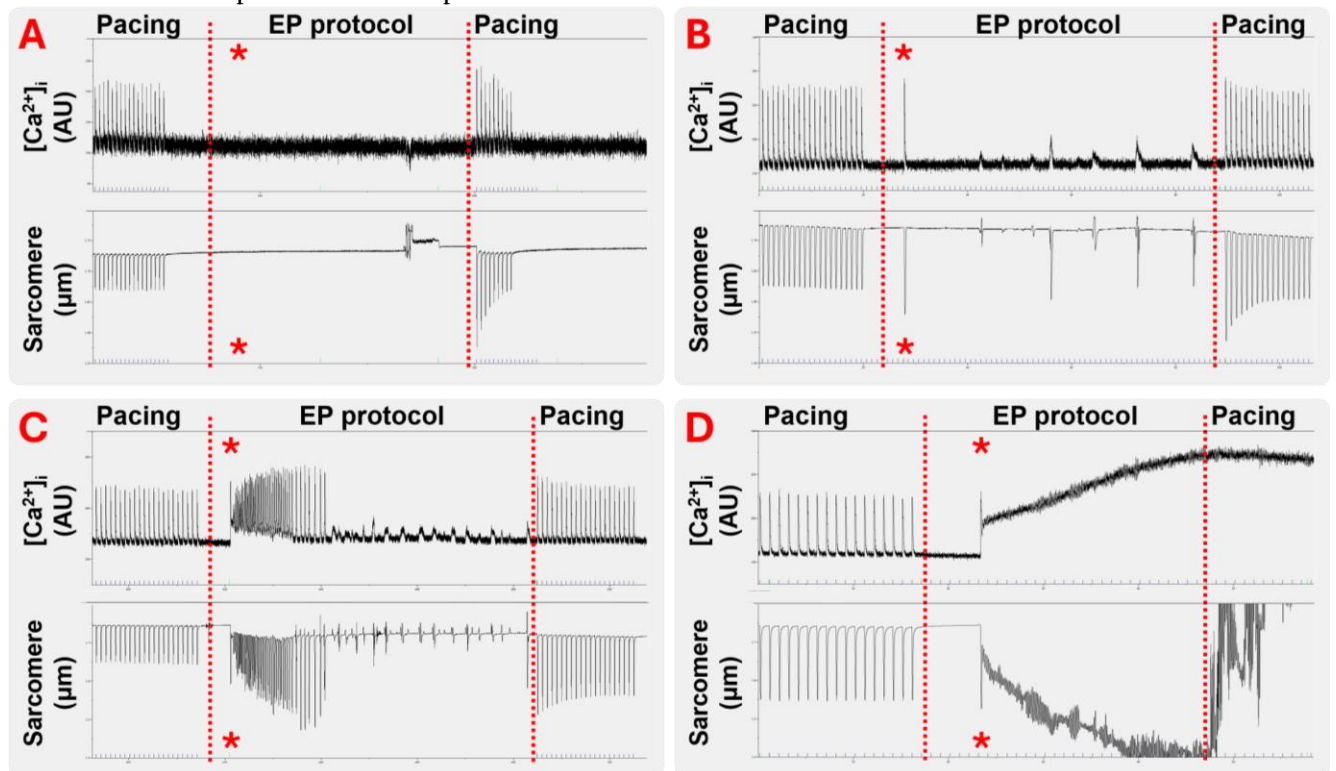 A
Pacing EP protocol Pacing
*
[Ca²⁺]ᵢ
(AU)
Sarcomere
(μm)
*
B
Pacing EP protocol Pacing
*
[Ca²⁺]ᵢ
(AU)
Sarcomere
(μm)
*
C
Pacing EP protocol Pacing
*
[Ca²⁺]ᵢ
(AU)
Sarcomere
(μm)
*
D
Pacing EP protocol Pacing
*
[Ca²⁺]ᵢ
(AU)
Sarcomere
(μm)
*